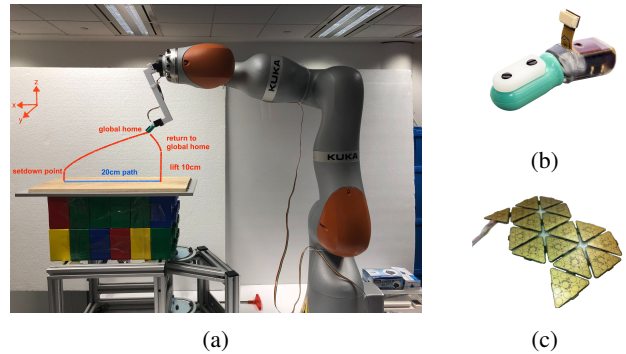 KUKA
z
x
y
global home
return to
global home
setdown point
20cm path
lift 10cm
KUKA
(a)
(b)
(c)